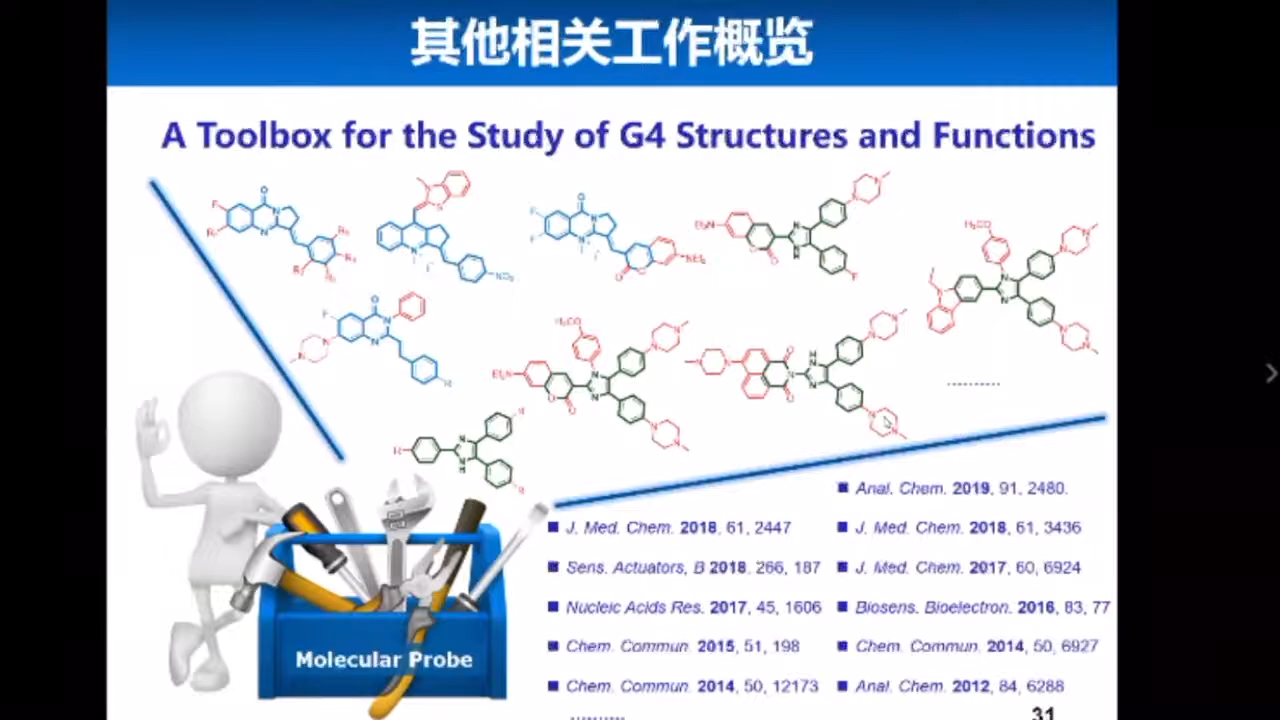 其他相关工作概览
A Toolbox for the Study of G4 Structures and Functions
Anal. Chem. 2019, 91, 2480.
J. Med. Chem. 2018, 61, 2447
J. Med. Chem. 2018, 61, 3436
Sens. Actuators, B 2018, 266, 187
J. Med. Chem. 2017, 60, 6924
Nucleic Acids Res. 2017, 45, 1606
Biosens. Bioelectron. 2016, 83, 77
Chem. Commun. 2015, 51, 198
Chem. Commun. 2014, 50, 6927
Chem. Commun. 2014, 50, 12173
Anal. Chem. 2012, 84, 6288
Molecular Probe
31